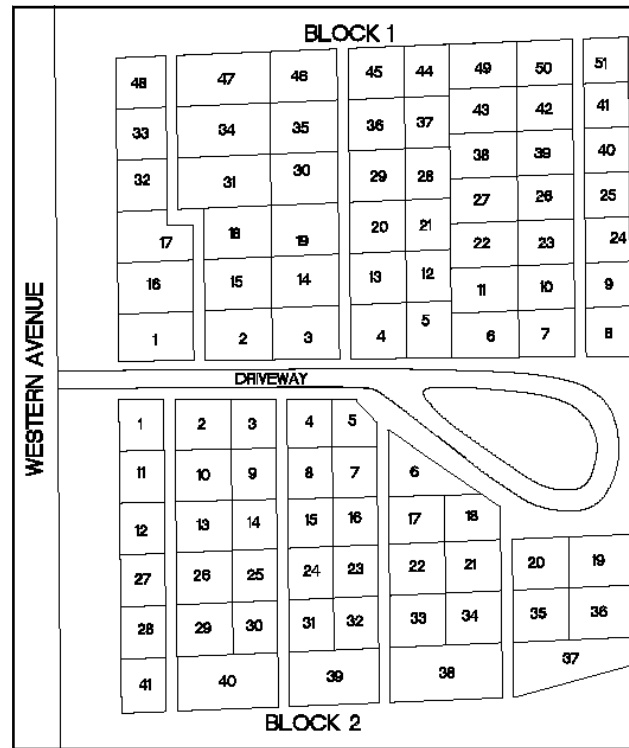 BLOCK 1
48 47 46 45 44 49 50 51
33 34 35 36 37 43 42 41
32 31 30 29 28 38 39 40
17 18 19 20 21 27 26 25
16 15 14 13 12 22 23 24
1 2 3 4 5 11 10 9
6 7 8
WESTERN AVENUE
DRIVEWAY
1 2 3 4 5
11 10 9 8 7 6
12 13 14 15 16 17 18
27 26 25 24 23 22 21 20 19
28 29 30 31 32 33 34 35 36
41 40 39 38 37
BLOCK 2